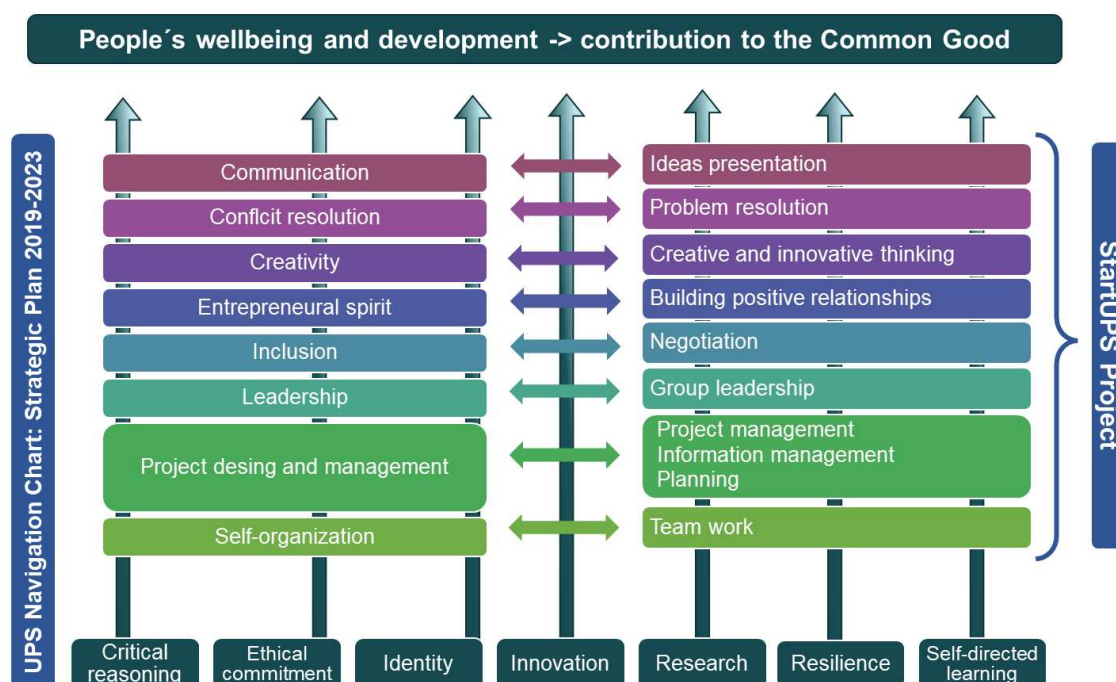 People´s wellbeing and development -> contribution to the Common Good
UPS Navigation Chart: Strategic Plan 2019-2023
Communication
Ideas presentation
Conflcit resolution
Problem resolution
Creativity
Creative and innovative thinking
Entrepreneural spirit
Building positive relationships
Inclusion
Negotiation
Leadership
Group leadership
Project desing and management
Project management
Information management
Planning
Self-organization
Team work
StartUPS Project
Critical
reasoning
Ethical
commitment
Identity
Innovation
Research
Resilience
Self-directed
learning